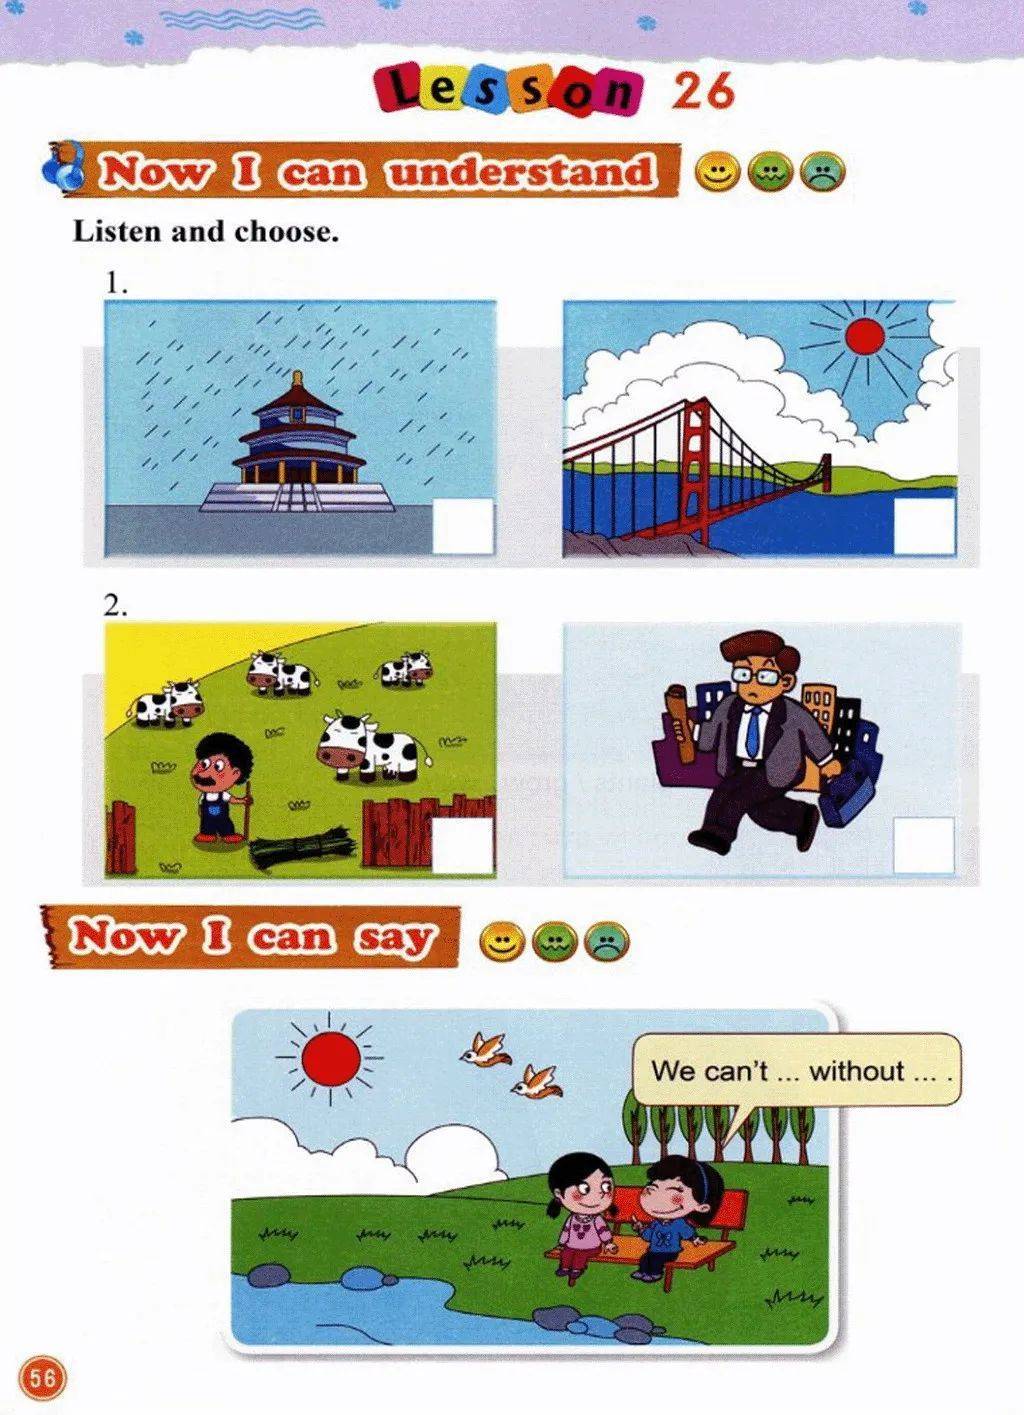 Lesson 26
Now I can understand
Listen and choose.
1.
2.
Now I can say
We can't ... without ... .
56